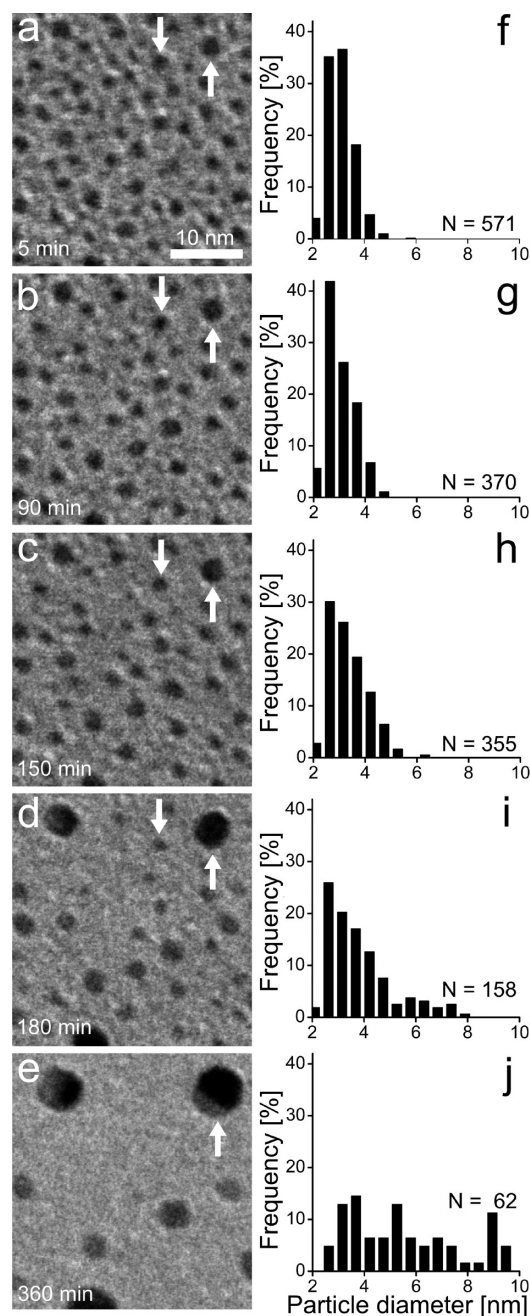 a
5 min
10 nm
f
Frequency [%]
40
30
20
10
0
2 4 6 8 10
N = 571
b
90 min
g
Frequency [%]
40
30
20
10
0
2 4 6 8 10
N = 370
c
150 min
h
Frequency [%]
40
30
20
10
0
2 4 6 8 10
N = 355
d
180 min
i
Frequency [%]
40
30
20
10
0
2 4 6 8 10
N = 158
e
360 min
j
Frequency [%]
40
30
20
10
0
2 4 6 8 10
N = 62
Particle diameter [nm]